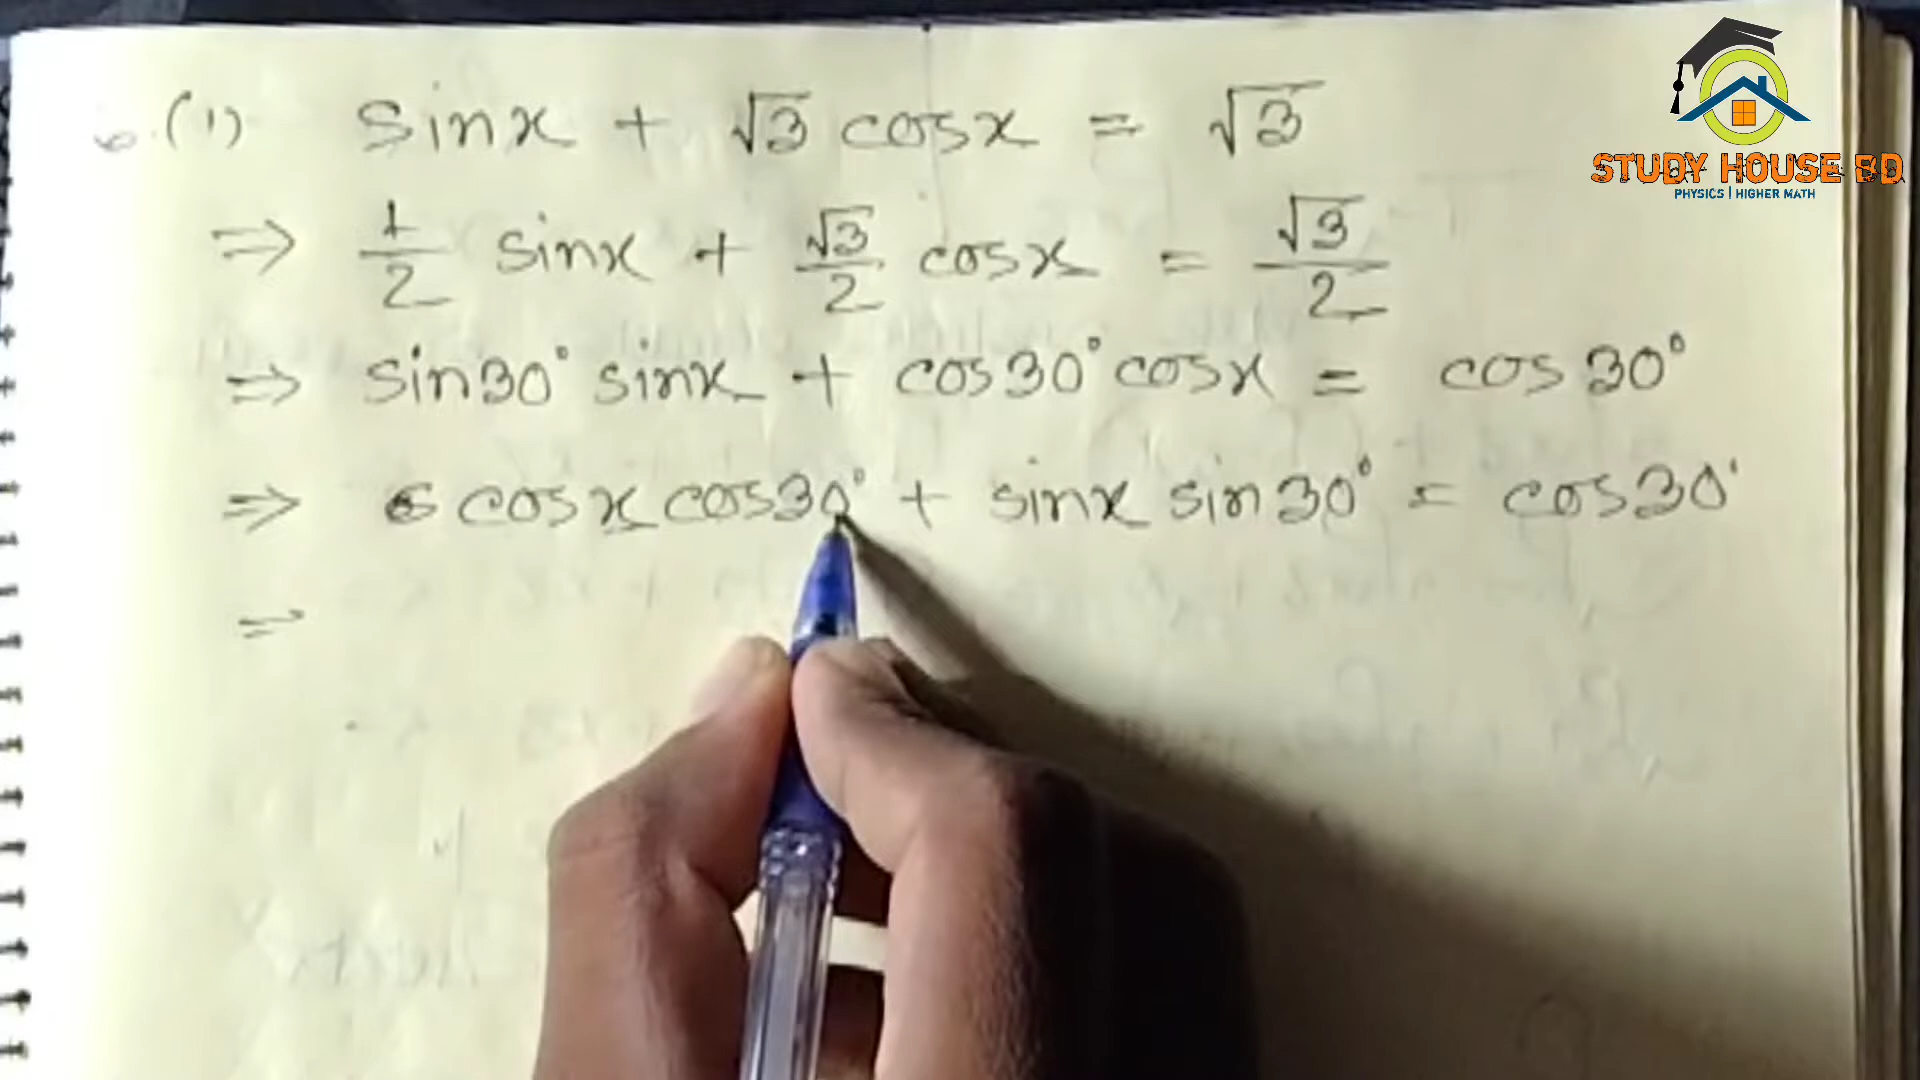 6.(1) sinx + √3 cosx = √3
⇒ 1/2 sinx + √3/2 cosx = √3/2
⇒ sin30° sinx + cos30° cosx = cos30°
⇒ cosx cos30° + sinx sin30° = cos30°
⇒
STUDY HOUSE BD
PHYSICS | HIGHER MATH